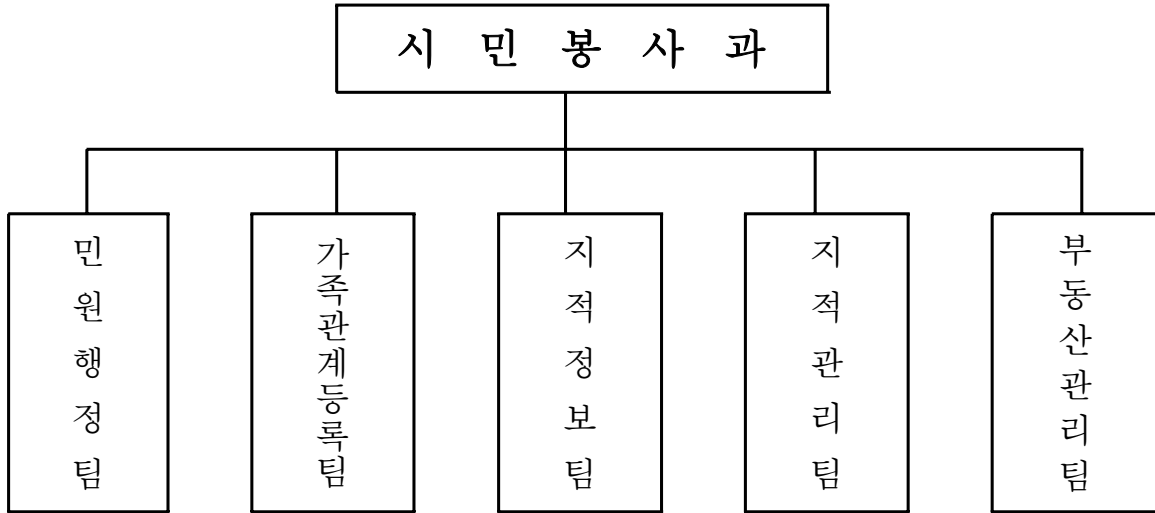 시 민 봉 사 과
민원행정팀
가족관계등록팀
지적정보팀
지적관리팀
부동산관리팀